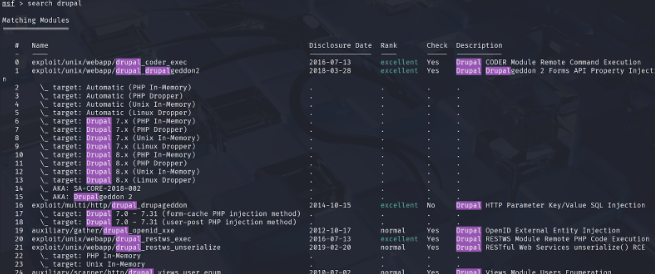 msf > search drupal
Matching Modules
# Name Disclosure Date Rank Check Description
0 exploit/unix/webapp/drupal_coder_exec 2016-07-13 excellent Yes Drupal CODER Module Remote Command Execution
1 exploit/unix/webapp/drupal_drupalgeddon2 2018-03-28 excellent Yes Drupal Drupalgeddon 2 Forms API Property Inject
n
2 \_ target: Automatic (PHP In-Memory) . . . .
3 \_ target: Automatic (PHP Dropper) . . . .
4 \_ target: Automatic (Unix In-Memory) . . . .
5 \_ target: Automatic (Linux Dropper) . . . .
6 \_ target: Drupal 7.x (PHP In-Memory) . . . .
7 \_ target: Drupal 7.x (PHP Dropper) . . . .
8 \_ target: Drupal 7.x (Unix In-Memory) . . . .
9 \_ target: Drupal 7.x (Linux Dropper) . . . .
10 \_ target: Drupal 8.x (PHP In-Memory) . . . .
11 \_ target: Drupal 8.x (PHP Dropper) . . . .
12 \_ target: Drupal 8.x (Unix In-Memory) . . . .
13 \_ target: Drupal 8.x (Linux Dropper) . . . .
14 \_ AKA: SA-CORE-2018-002 . . . .
15 \_ AKA: Drupalgeddon 2 . . . .
16 exploit/multi/http/drupal_drupageddon 2014-10-15 excellent No Drupal HTTP Parameter Key/Value SQL Injection
17 \_ target: Drupal 7.0 - 7.31 (form-cache PHP injection method) . . . .
18 \_ target: Drupal 7.0 - 7.31 (user-post PHP injection method) . . . .
19 auxiliary/gather/drupal_openid_xxe 2012-10-17 normal Yes Drupal OpenID External Entity Injection
20 exploit/unix/webapp/drupal_restws_exec 2016-07-13 excellent Yes Drupal RESTWS Module Remote PHP Code Execution
21 exploit/unix/webapp/drupal_restws_unserialize 2019-02-20 normal Yes Drupal RESTful Web Services unserialize() RCE
22 \_ target: PHP In-Memory . . . .
23 \_ target: Unix In-Memory . . . .
24 auxiliary/scanner/http/drupal_views_user_enum 2010-07-02 normal Yes Drupal Views Module Users Enumeration